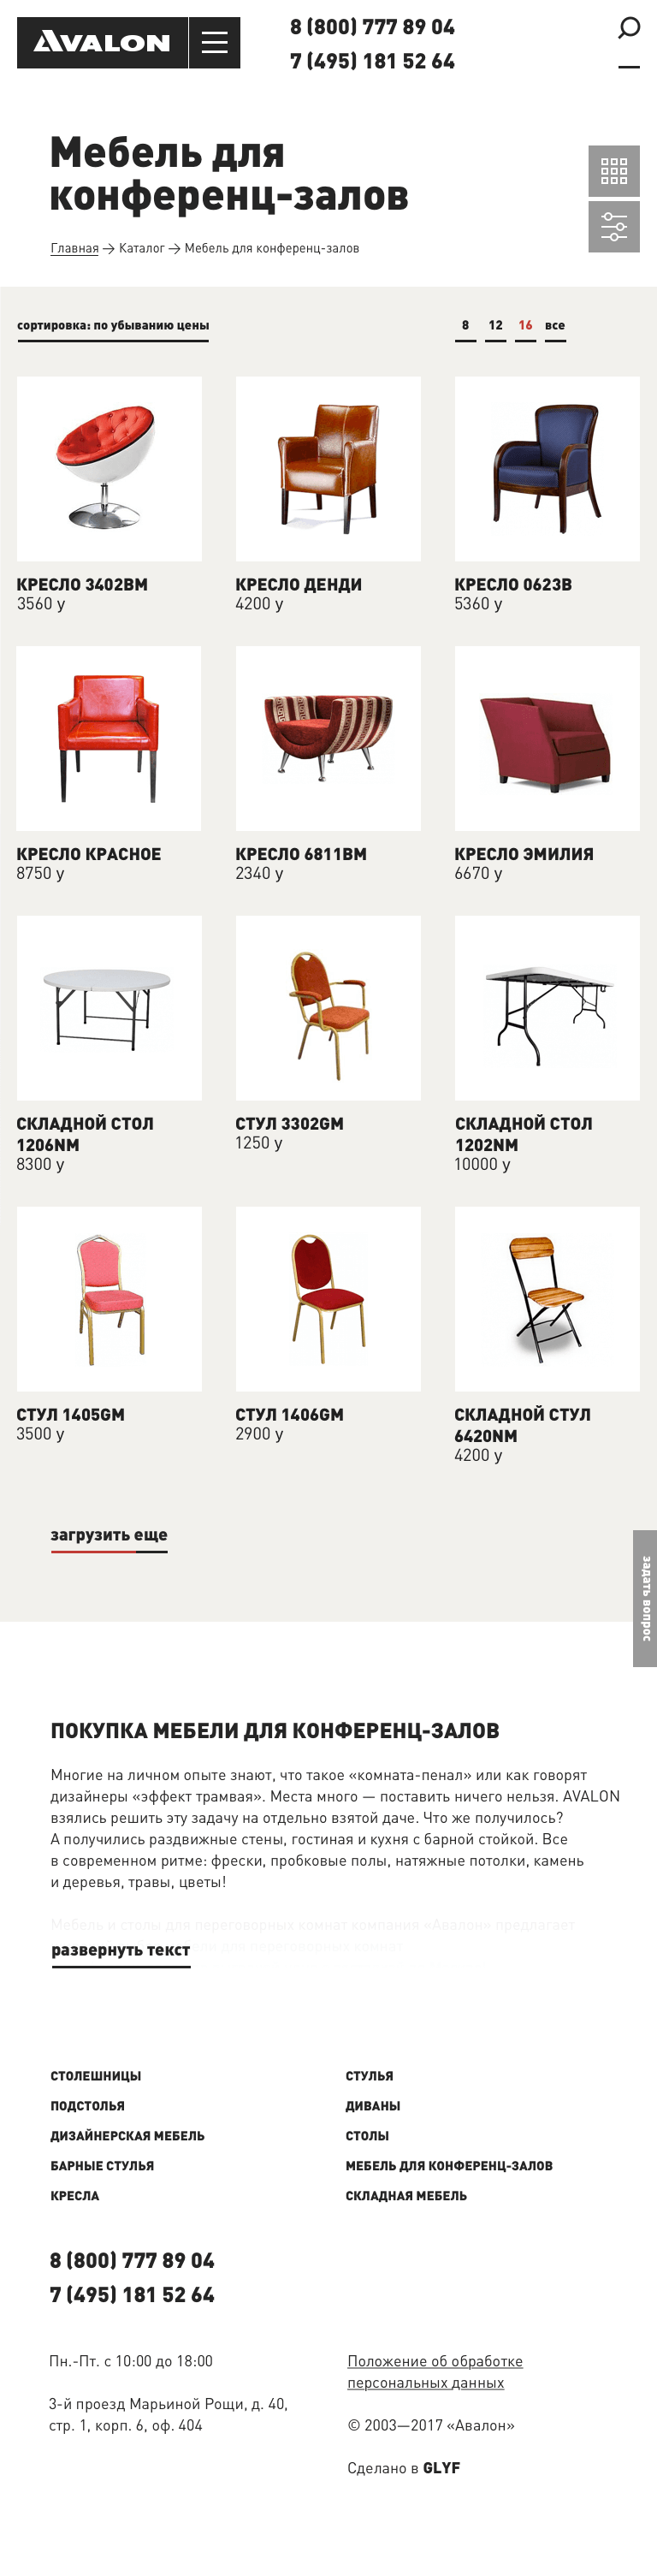 AVALON
8 (800) 777 89 04
7 (495) 181 52 64
Мебель для
конференц-залов
Главная → Каталог → Мебель для конференц-залов
сортировка: по убыванию цены
8 12 16 все
КРЕСЛО 3402BM
3560 у
КРЕСЛО ДЕНДИ
4200 у
КРЕСЛО 0623B
5360 у
КРЕСЛО КРАСНОЕ
8750 у
КРЕСЛО 6811BM
2340 у
КРЕСЛО ЭМИЛИЯ
6670 у
СКЛАДНОЙ СТОЛ
1206NM
8300 у
СТУЛ 3302GM
1250 у
СКЛАДНОЙ СТОЛ
1202NM
10000 у
СТУЛ 1405GM
3500 у
СТУЛ 1406GM
2900 у
СКЛАДНОЙ СТУЛ
6420NM
4200 у
загрузить еще
задать вопрос
ПОКУПКА МЕБЕЛИ ДЛЯ КОНФЕРЕНЦ-ЗАЛОВ
Многие на личном опыте знают, что такое «комната-пенал» или как говорят
дизайнеры «эффект трамвая». Места много — поставить ничего нельзя. AVALON
взялись решить эту задачу на отдельно взятой даче. Что же получилось?
А получились раздвижные стены, гостиная и кухня с барной стойкой. Все
в современном ритме: фрески, пробковые полы, натяжные потолки, камень
и деревья, травы, цветы!
Мебель и столы для переговорных комнат компания «Авалон» предлагает
развернуть текст
СТОЛЕШНИЦЫ
ПОДСТОЛЬЯ
ДИЗАЙНЕРСКАЯ МЕБЕЛЬ
БАРНЫЕ СТУЛЬЯ
КРЕСЛА
СТУЛЬЯ
ДИВАНЫ
СТОЛЫ
МЕБЕЛЬ ДЛЯ КОНФЕРЕНЦ-ЗАЛОВ
СКЛАДНАЯ МЕБЕЛЬ
8 (800) 777 89 04
7 (495) 181 52 64
Пн.-Пт. с 10:00 до 18:00
3-й проезд Марьиной Рощи, д. 40,
стр. 1, корп. 6, оф. 404
Положение об обработке
персональных данных
© 2003—2017 «Авалон»
Сделано в GLYF